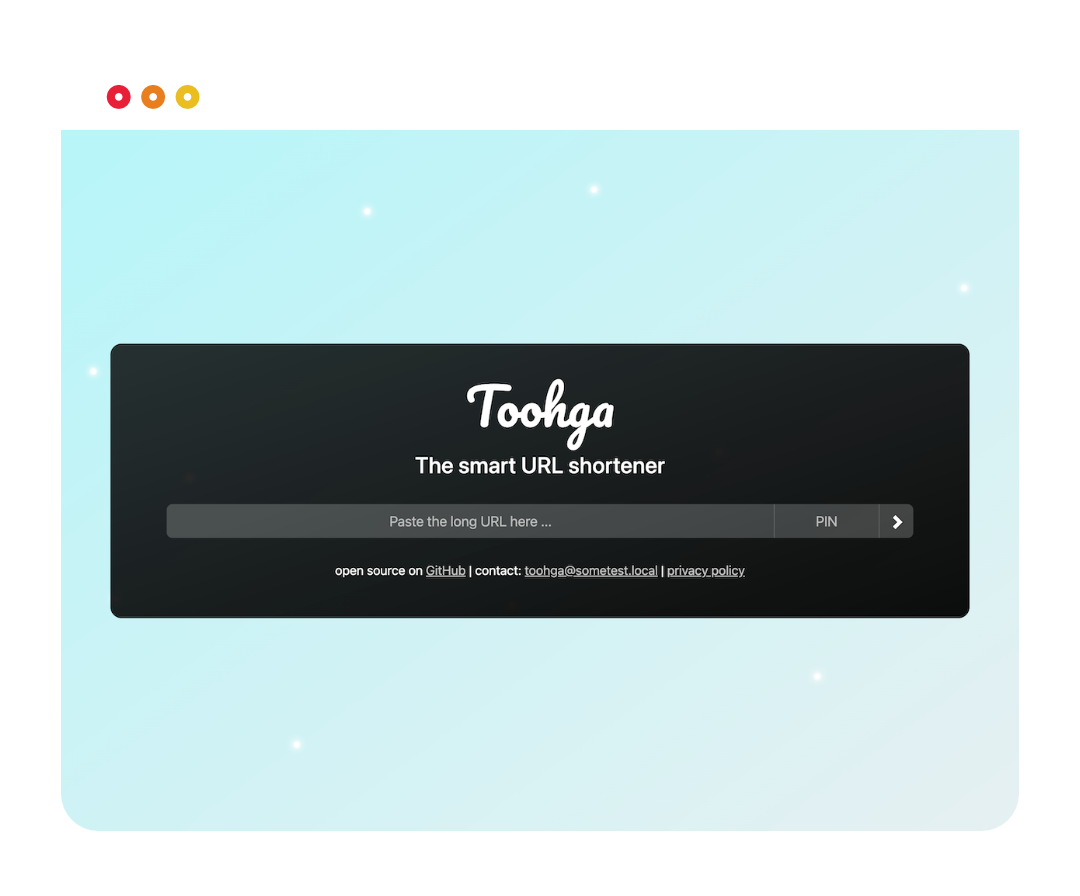 Toohga
The smart URL shortener
Paste the long URL here ... PIN
open source on GitHub | contact: toohga@sometest.local | privacy policy